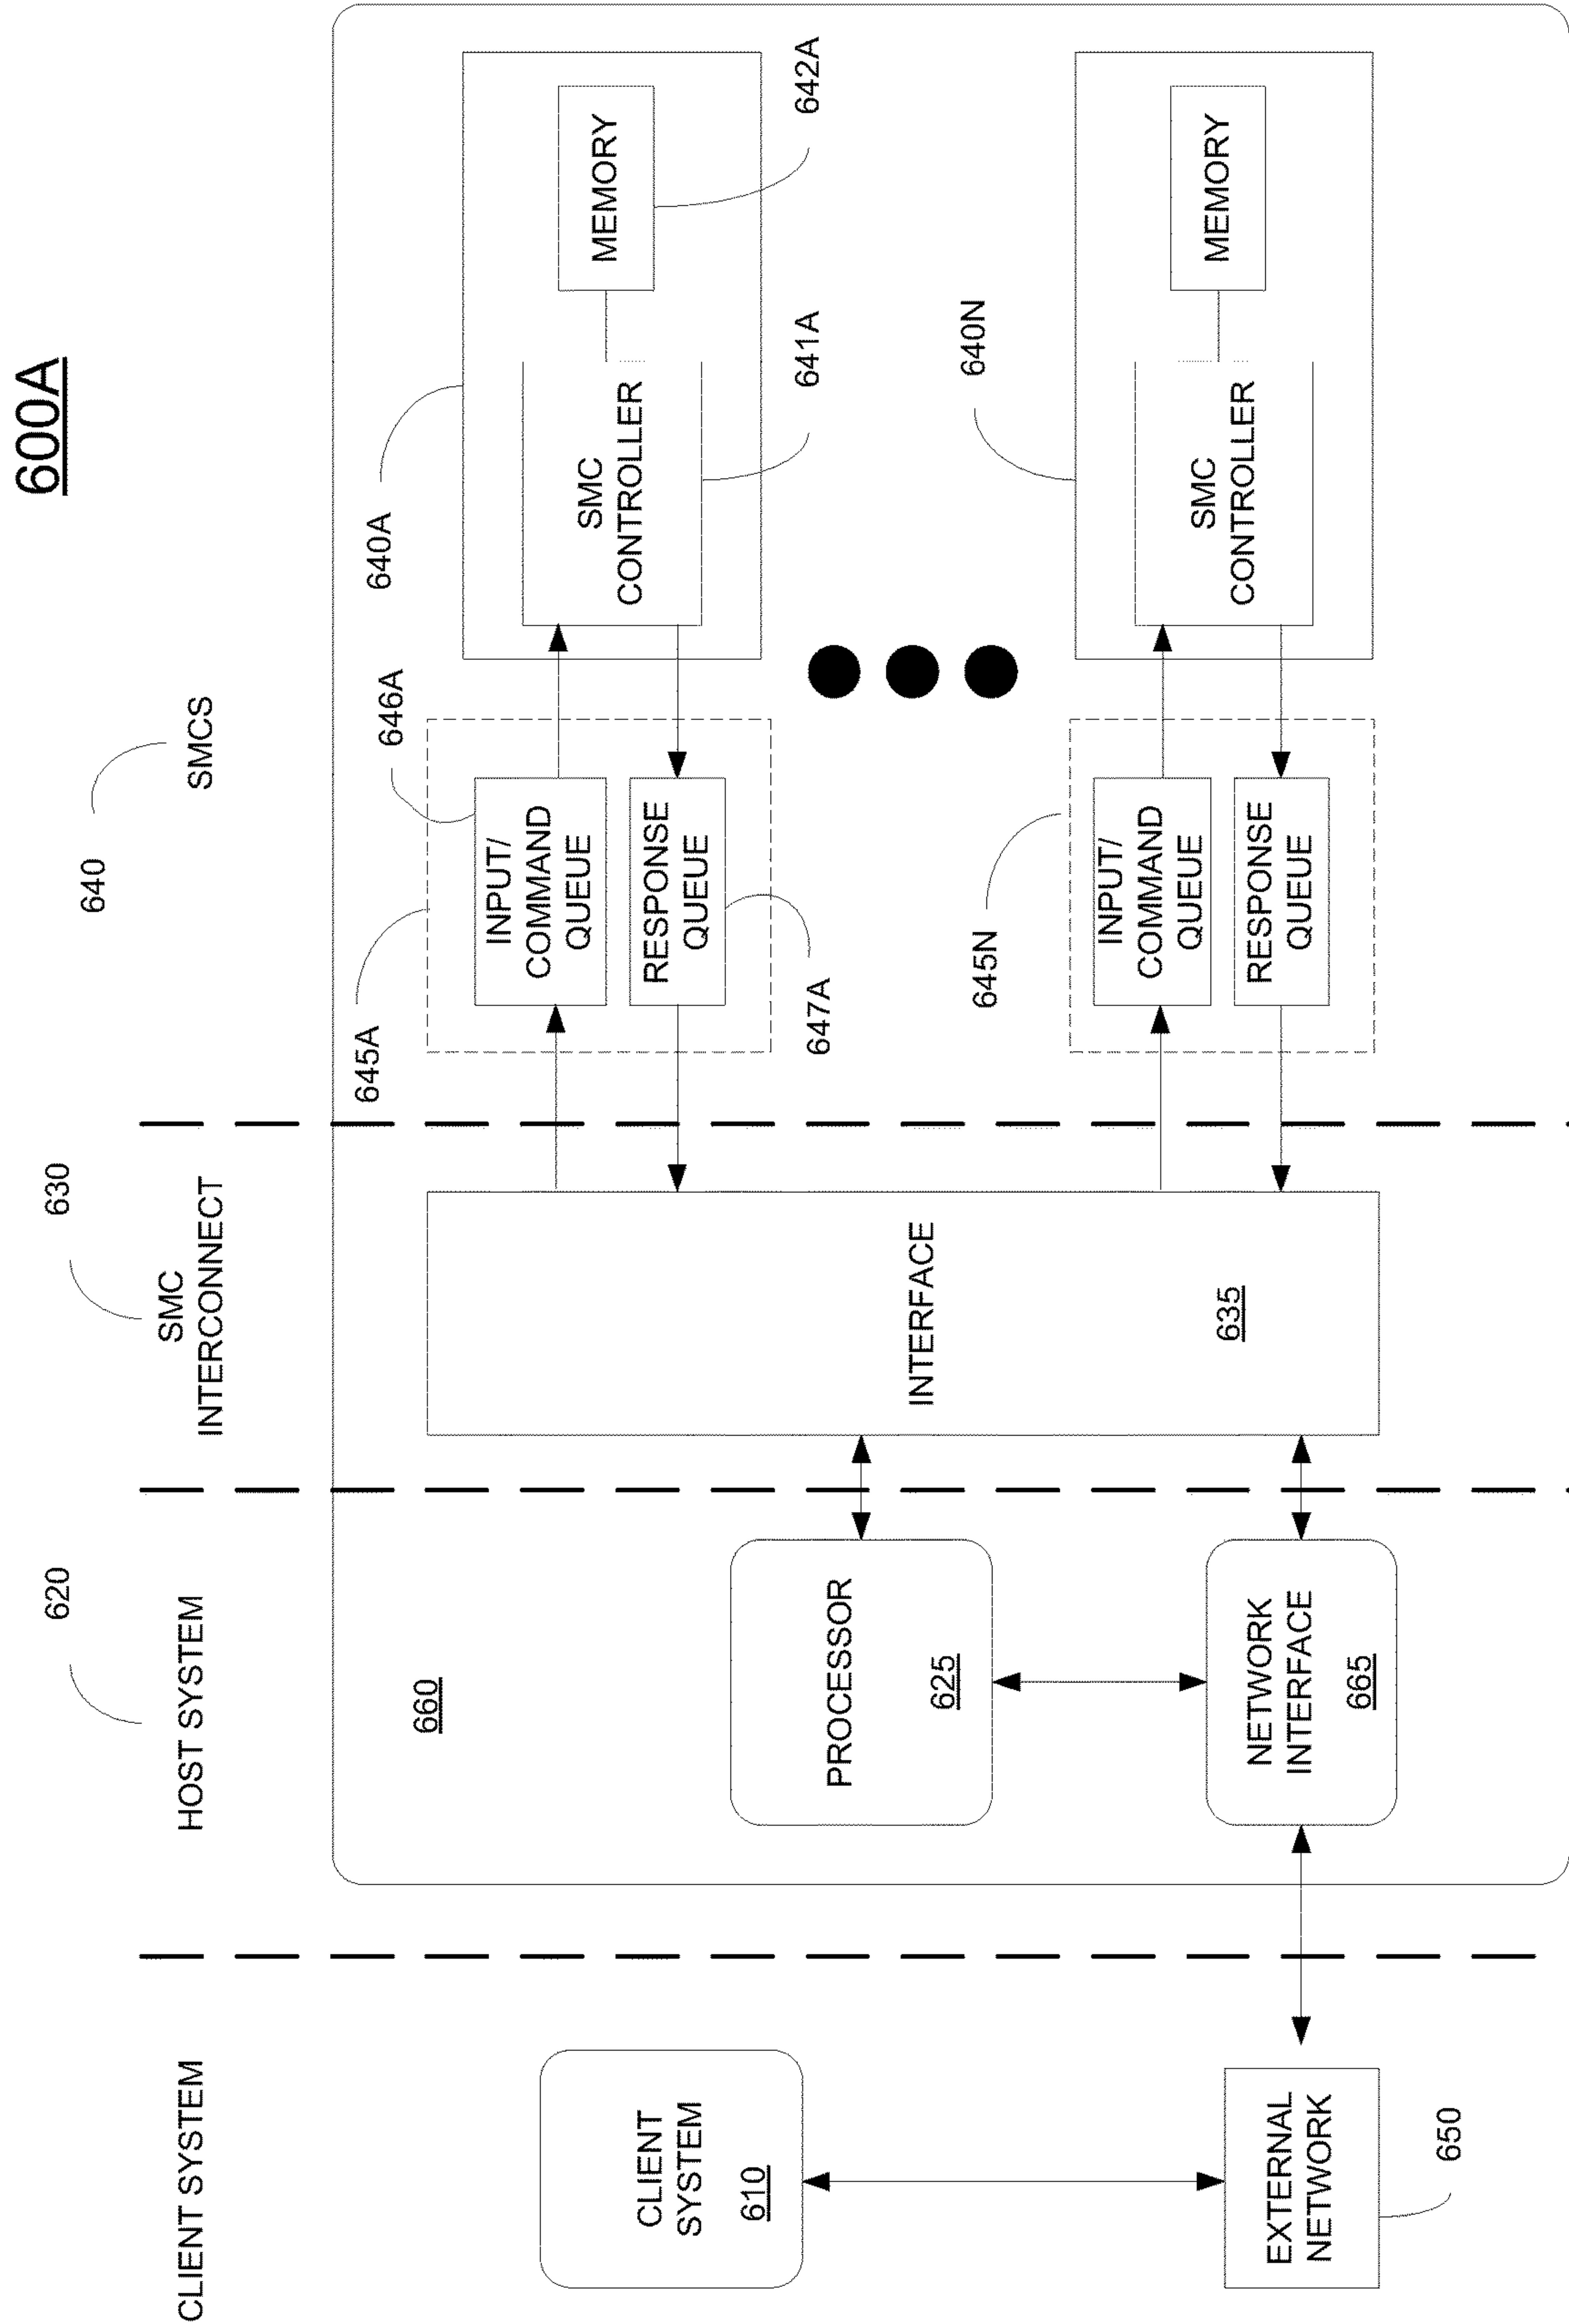 600A
CLIENT SYSTEM
HOST SYSTEM
620
SMC
INTERCONNECT
630
SMCS
640
CLIENT
SYSTEM
610
EXTERNAL
NETWORK
650
660
PROCESSOR
625
NETWORK
INTERFACE
665
INTERFACE
635
645A
646A
INPUT/
COMMAND
QUEUE
RESPONSE
QUEUE
647A
640A
SMC
CONTROLLER
641A
MEMORY
642A
645N
INPUT/
COMMAND
QUEUE
RESPONSE
QUEUE
640N
SMC
CONTROLLER
MEMORY